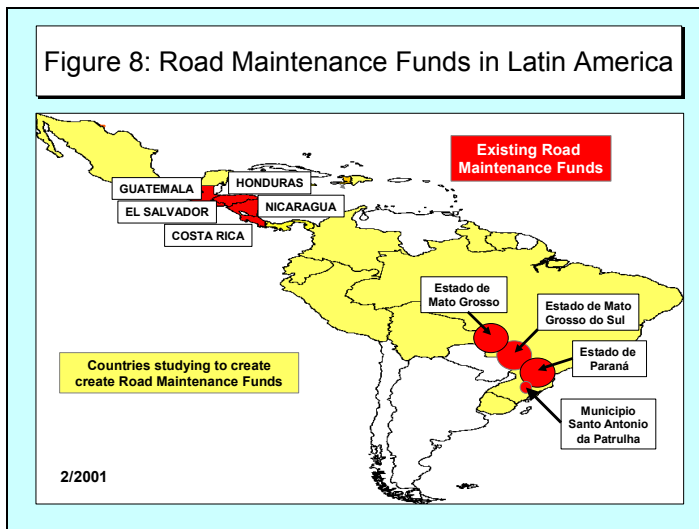 Figure 8: Road Maintenance Funds in Latin America
Existing Road
Maintenance Funds
GUATEMALA
HONDURAS
EL SALVADOR
NICARAGUA
COSTA RICA
Estado de
Mato Grosso
Estado de Mato
Grosso do Sul
Estado de
Paraná
Municipio
Santo Antonio
da Patrulha
Countries studying to create
create Road Maintenance Funds
2/2001